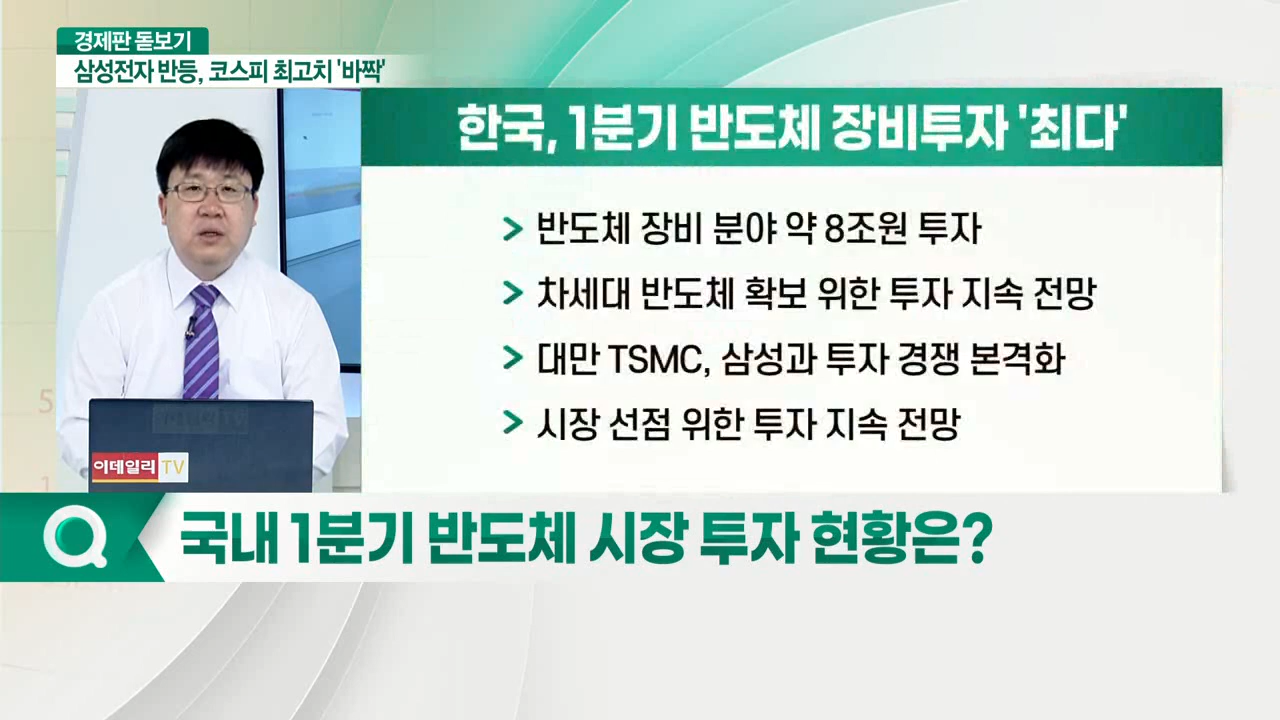 경제판 돋보기
삼성전자 반등, 코스피 최고치 '바짝'
한국, 1분기 반도체 장비투자 '최다'
> 반도체 장비 분야 약 8조원 투자
> 차세대 반도체 확보 위한 투자 지속 전망
> 대만 TSMC, 삼성과 투자 경쟁 본격화
> 시장 선점 위한 투자 지속 전망
5
1
이데일리 TV
국내 1분기 반도체 시장 투자 현황은?